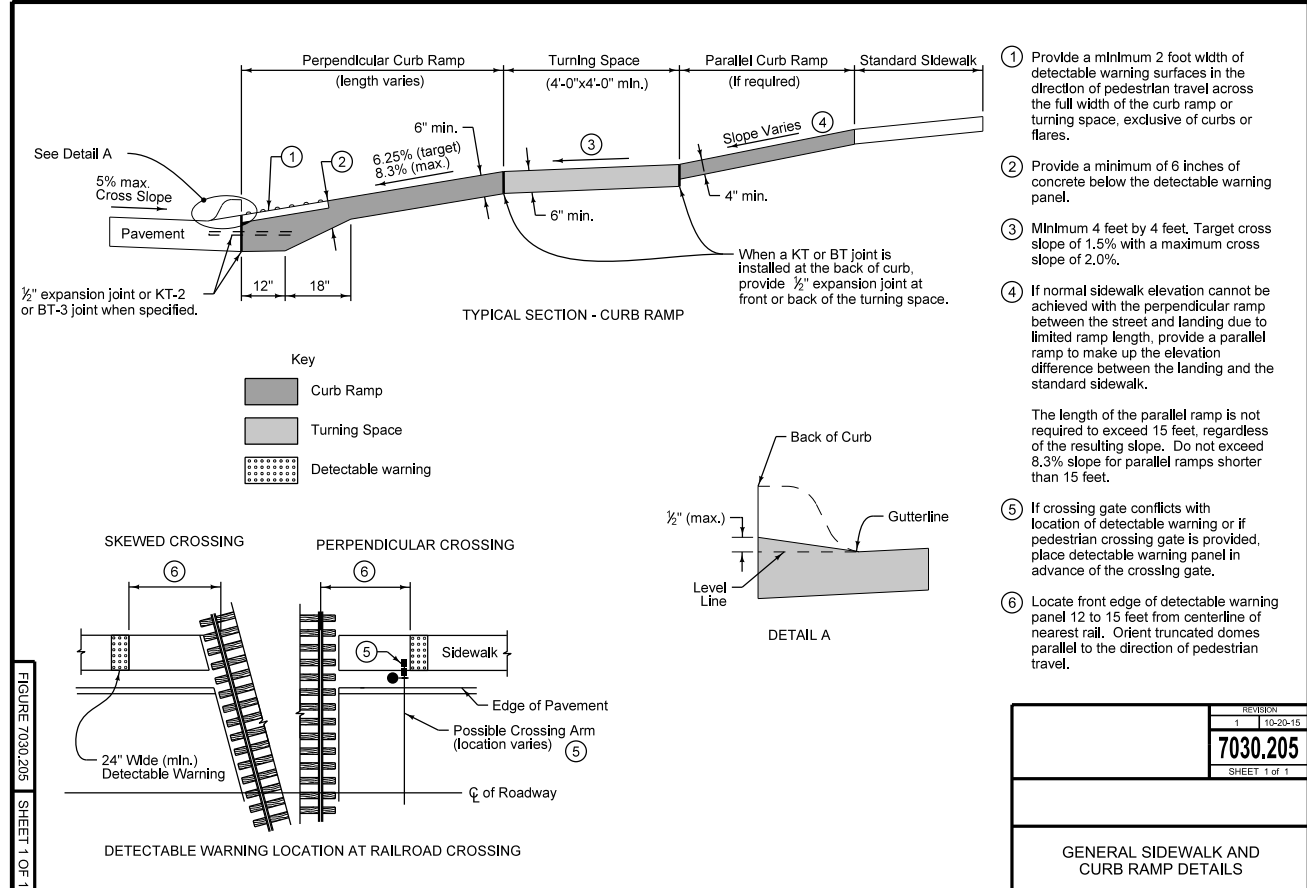 Perpendicular Curb Ramp
(length varies)
Turning Space
(4'-0"x4'-0" min.)
Parallel Curb Ramp
(If required)
Standard Sidewalk
See Detail A
5% max.
Cross Slope
Pavement
1
2
6" min.
6.25% (target)
8.3% (max.)
3
6" min.
Slope Varies
4
4" min.
½" expansion joint or KT-2
or BT-3 joint when specified.
12"
18"
When a KT or BT joint is
installed at the back of curb,
provide ½" expansion joint at
front or back of the turning space.
TYPICAL SECTION - CURB RAMP
Key
Curb Ramp
Turning Space
Detectable warning
Back of Curb
½" (max.)
Gutterline
Level
Line
DETAIL A
SKEWED CROSSING
PERPENDICULAR CROSSING
6
6
5
Sidewalk
Edge of Pavement
Possible Crossing Arm
(location varies)
5
24" Wide (min.)
Detectable Warning
℄ of Roadway
DETECTABLE WARNING LOCATION AT RAILROAD CROSSING
1 Provide a minimum 2 foot width of
detectable warning surfaces in the
direction of pedestrian travel across
the full width of the curb ramp or
turning space, exclusive of curbs or
flares.
2 Provide a minimum of 6 inches of
concrete below the detectable warning
panel.
3 Minimum 4 feet by 4 feet. Target cross
slope of 1.5% with a maximum cross
slope of 2.0%.
4 If normal sidewalk elevation cannot be
achieved with the perpendicular ramp
between the street and landing due to
limited ramp length, provide a parallel
ramp to make up the elevation
difference between the landing and the
standard sidewalk.
The length of the parallel ramp is not
required to exceed 15 feet, regardless
of the resulting slope. Do not exceed
8.3% slope for parallel ramps shorter
than 15 feet.
5 If crossing gate conflicts with
location of detectable warning or if
pedestrian crossing gate is provided,
place detectable warning panel in
advance of the crossing gate.
6 Locate front edge of detectable warning
panel 12 to 15 feet from centerline of
nearest rail. Orient truncated domes
parallel to the direction of pedestrian
travel.
REVISION
1 10-20-15
7030.205
SHEET 1 of 1
GENERAL SIDEWALK AND
CURB RAMP DETAILS
FIGURE 7030.205 SHEET 1 OF 1